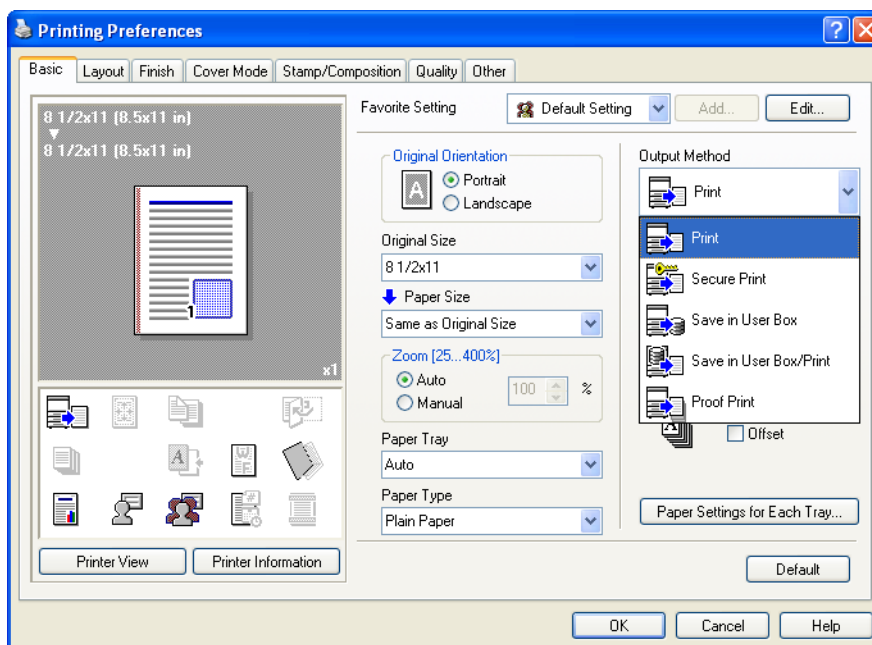 Printing Preferences
Basic Layout Finish Cover Mode Stamp/Composition Quality Other
8 1/2x11 (8.5x11 in)
8 1/2x11 (8.5x11 in)
1
x1
Printer View Printer Information
Favorite Setting Default Setting Add... Edit...
Original Orientation
A
Portrait
Landscape
Original Size
8 1/2x11
Paper Size
Same as Original Size
Zoom [25...400%]
Auto
Manual
100 %
Paper Tray
Auto
Paper Type
Plain Paper
Output Method
Print
Print
Secure Print
Save in User Box
Save in User Box/Print
Proof Print
Offset
Paper Settings for Each Tray...
Default
OK Cancel Help